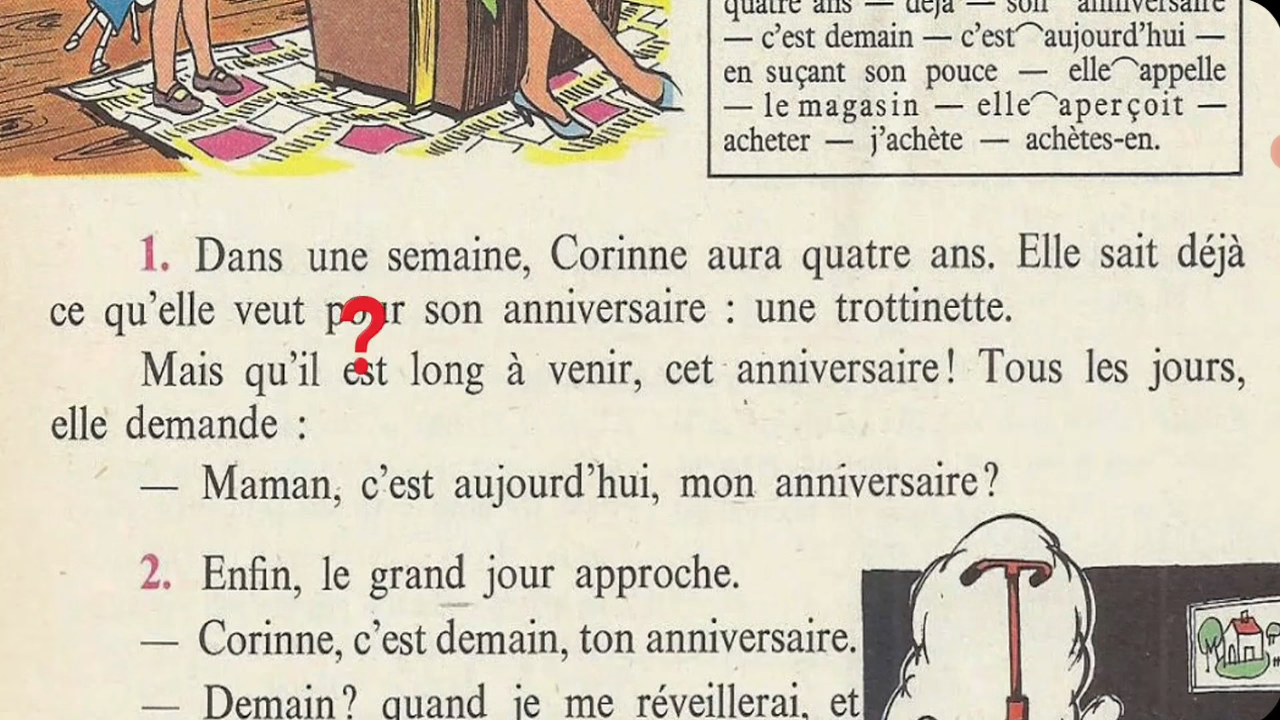 quatre ans — déjà — son‿anniversaire
— c'est demain — c'est⁀aujourd'hui —
en suçant son pouce — elle⁀appelle
— le magasin — elle⁀aperçoit —
acheter — j'achète — achètes-en.
1. Dans une semaine, Corinne aura quatre ans. Elle sait déjà
ce qu'elle veut pour son anniversaire : une trottinette.
?
Mais qu'il est long à venir, cet anniversaire! Tous les jours,
elle demande :
— Maman, c'est aujourd'hui, mon anniversaire?
2. Enfin, le grand jour approche.
— Corinne, c'est demain, ton anniversaire.
— Demain? quand je me réveillerai, et